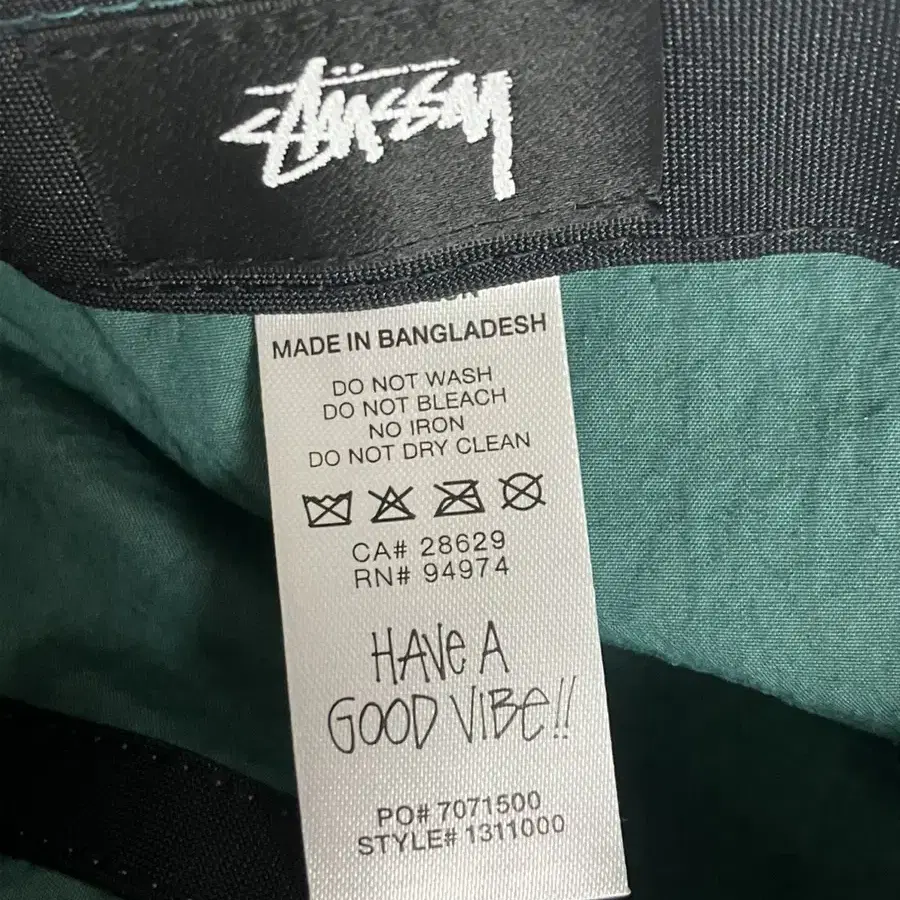 Stüssy
MADE IN BANGLADESH
DO NOT WASH
DO NOT BLEACH
NO IRON
DO NOT DRY CLEAN
CA# 28629
RN# 94974
HAVE A
GOOD VIBE!!
PO# 7071500
STYLE# 1311000